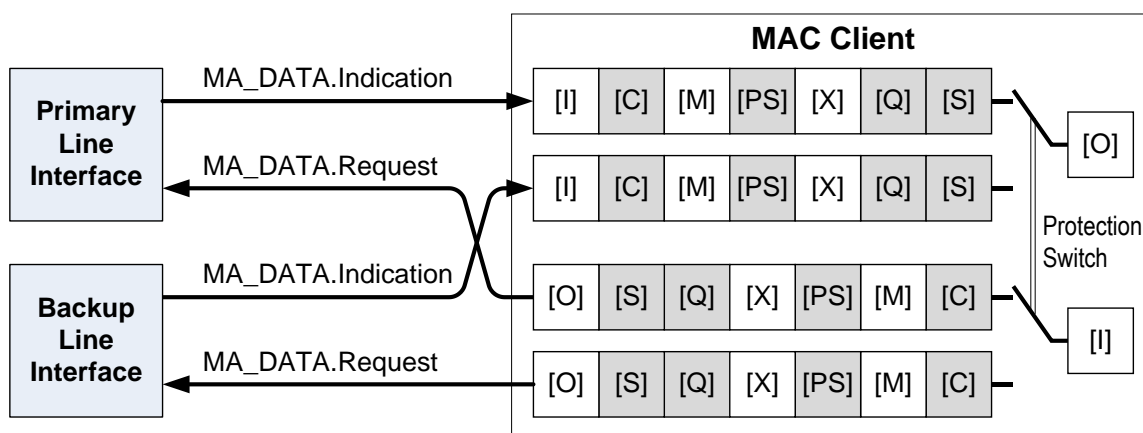 MAC Client
Primary
Line
Interface
MA_DATA.Indication
[I] [C] [M] [PS] [X] [Q] [S]
[O]
MA_DATA.Request
[I] [C] [M] [PS] [X] [Q] [S]
Protection
Switch
Backup
Line
Interface
MA_DATA.Indication
[O] [S] [Q] [X] [PS] [M] [C]
[I]
MA_DATA.Request
[O] [S] [Q] [X] [PS] [M] [C]